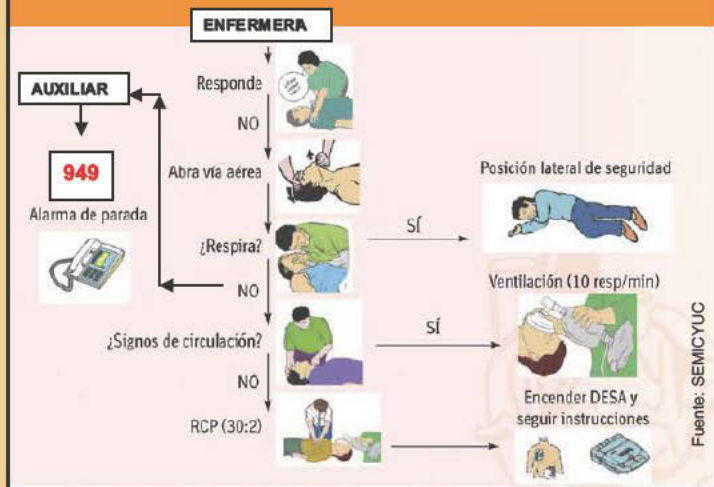 ENFERMERA
Responde
NO
AUXILIAR
949
Alarma de parada
Abra vía aérea
¿Respira?
SÍ
Posición lateral de seguridad
NO
¿Signos de circulación?
SÍ
Ventilación (10 resp/min)
NO
RCP (30:2)
Encender DESA y
seguir instrucciones
Fuente: SEMICYUC